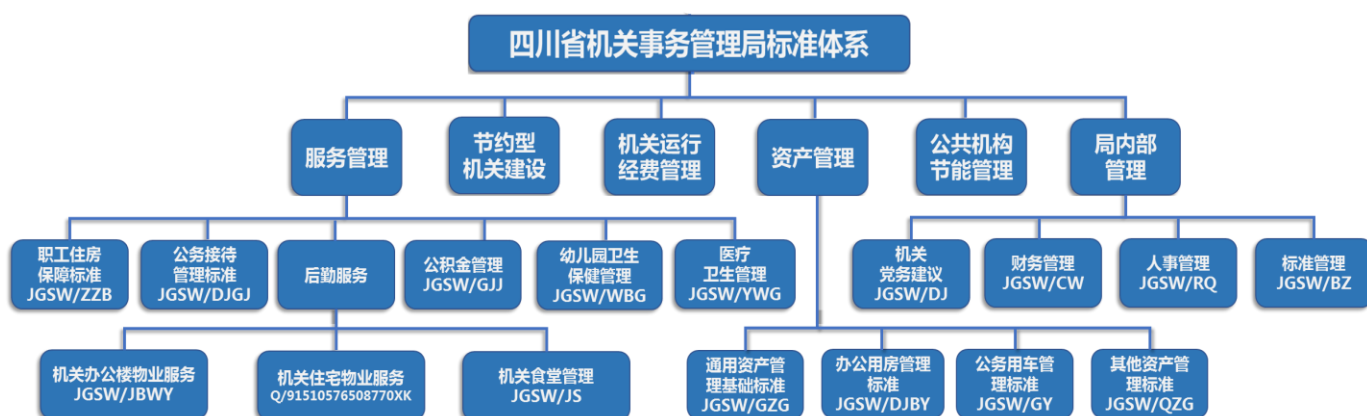 四川省机关事务管理局标准体系
服务管理
节约型
机关建设
机关运行
经费管理
资产管理
公共机构
节能管理
局内部
管理
职工住房
保障标准
JGSW/ZZB
公务接待
管理标准
JGSW/DJGJ
后勤服务
公积金管理
JGSW/GJJ
幼儿园卫生
保健管理
JGSW/WBG
医疗
卫生管理
JGSW/YWG
机关
党务建议
JGSW/DJ
财务管理
JGSW/CW
人事管理
JGSW/RQ
标准管理
JGSW/BZ
机关办公楼物业服务
JGSW/JBWY
机关住宅物业服务
Q/91510576508770XK
机关食堂管理
JGSW/JS
通用资产管
理基础标准
JGSW/GZG
办公用房管理
标准
JGSW/DJBY
公务用车管
理标准
JGSW/GY
其他资产管
理标准
JGSW/QZG